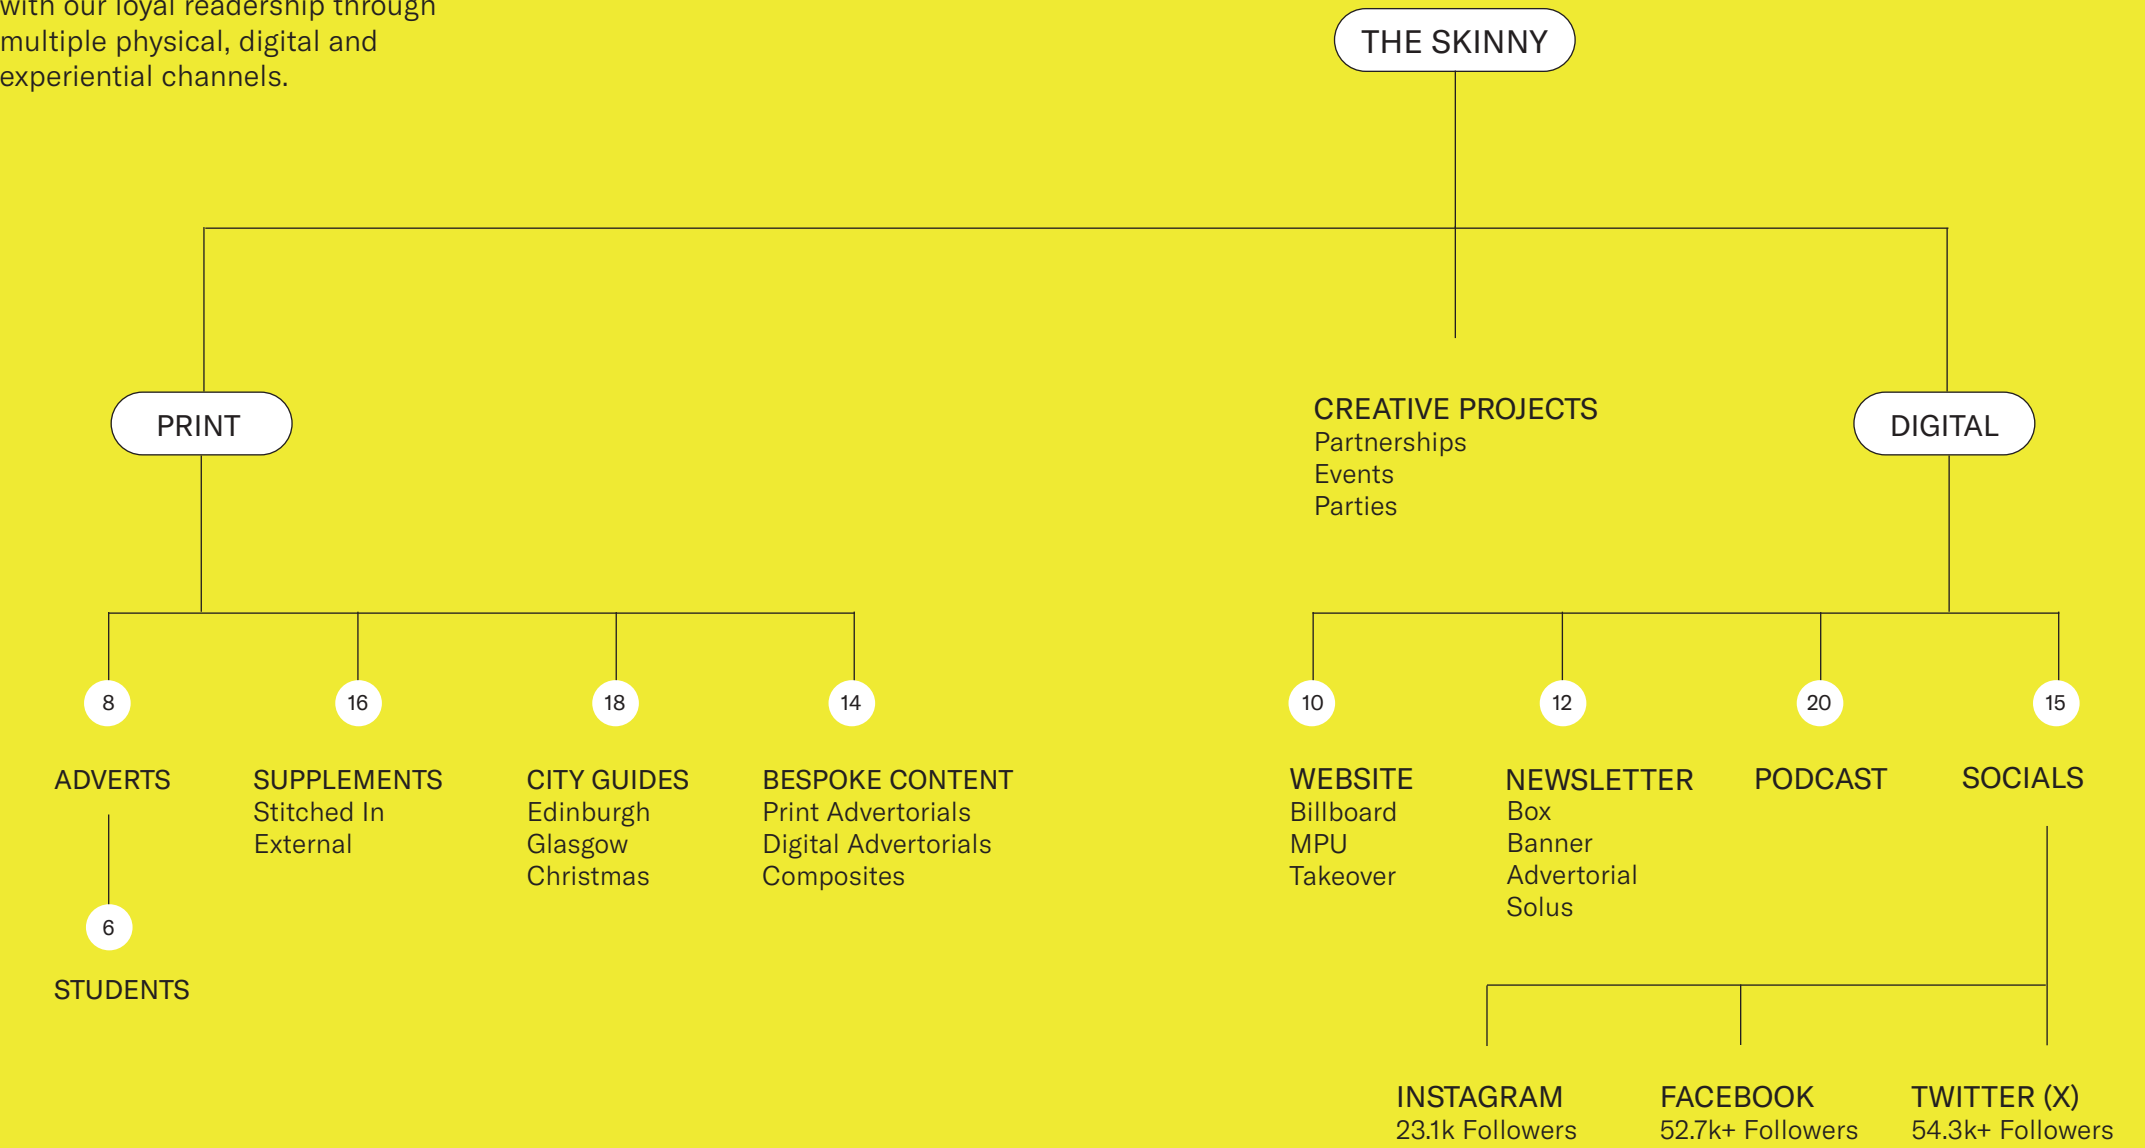 with our loyal readership through
multiple physical, digital and
experiential channels.
THE SKINNY
PRINT
CREATIVE PROJECTS
Partnerships
Events
Parties
DIGITAL
8
ADVERTS
6
STUDENTS
16
SUPPLEMENTS
Stitched In
External
18
CITY GUIDES
Edinburgh
Glasgow
Christmas
14
BESPOKE CONTENT
Print Advertorials
Digital Advertorials
Composites
10
WEBSITE
Billboard
MPU
Takeover
12
NEWSLETTER
Box
Banner
Advertorial
Solus
20
PODCAST
15
SOCIALS
INSTAGRAM
23.1k Followers
FACEBOOK
52.7k+ Followers
TWITTER (X)
54.3k+ Followers